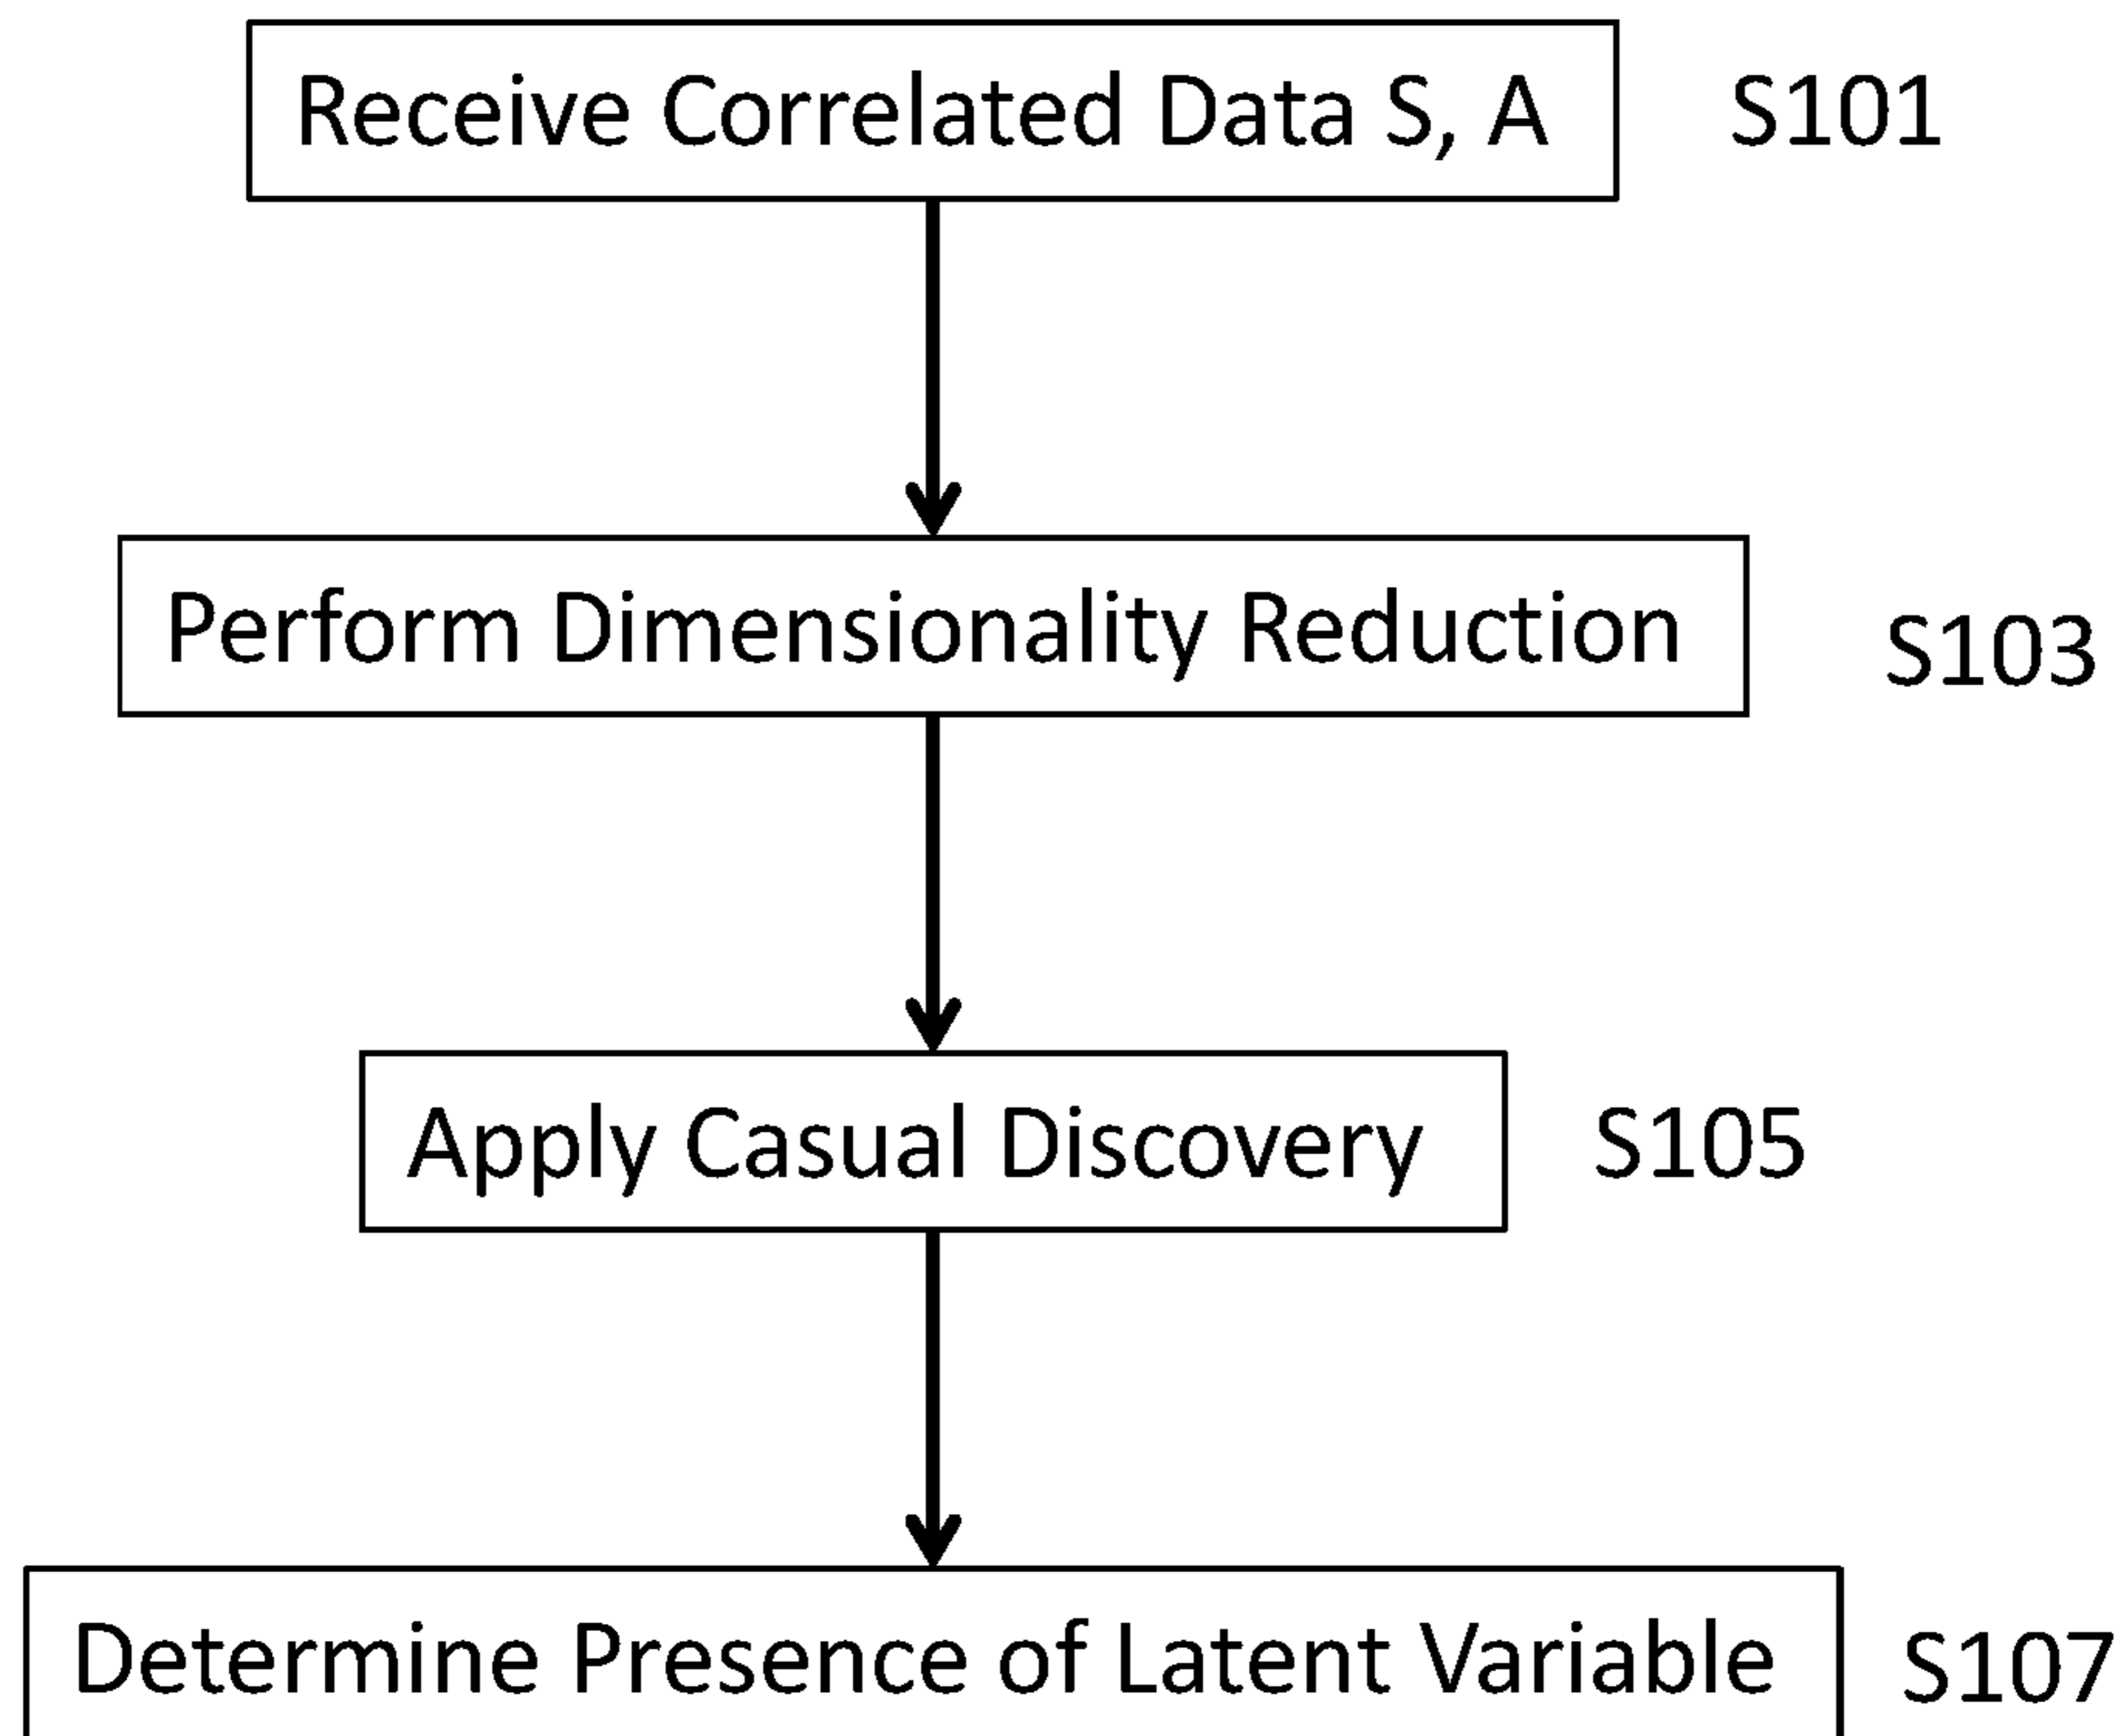 Receive Correlated Data S, A S101
Perform Dimensionality Reduction S103
Apply Casual Discovery S105
Determine Presence of Latent Variable S107